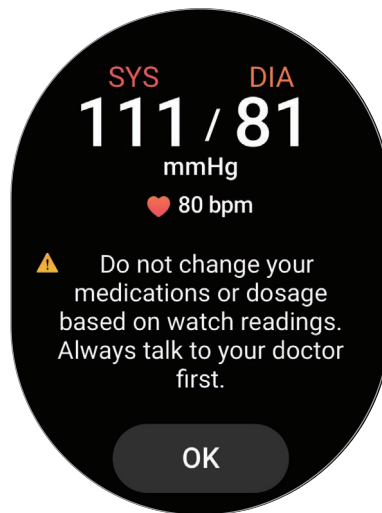 SYS DIA
111 / 81
mmHg
80 bpm
Do not change your
medications or dosage
based on watch readings.
Always talk to your doctor
first.
OK